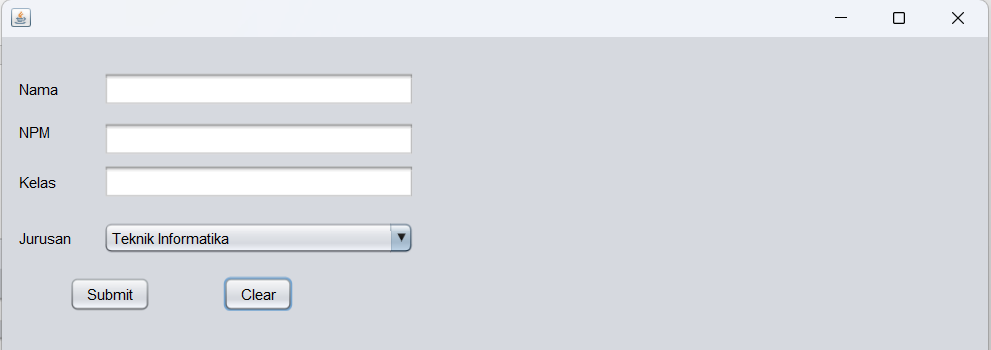 Nama
NPM
Kelas
Jurusan Teknik Informatika
Submit Clear